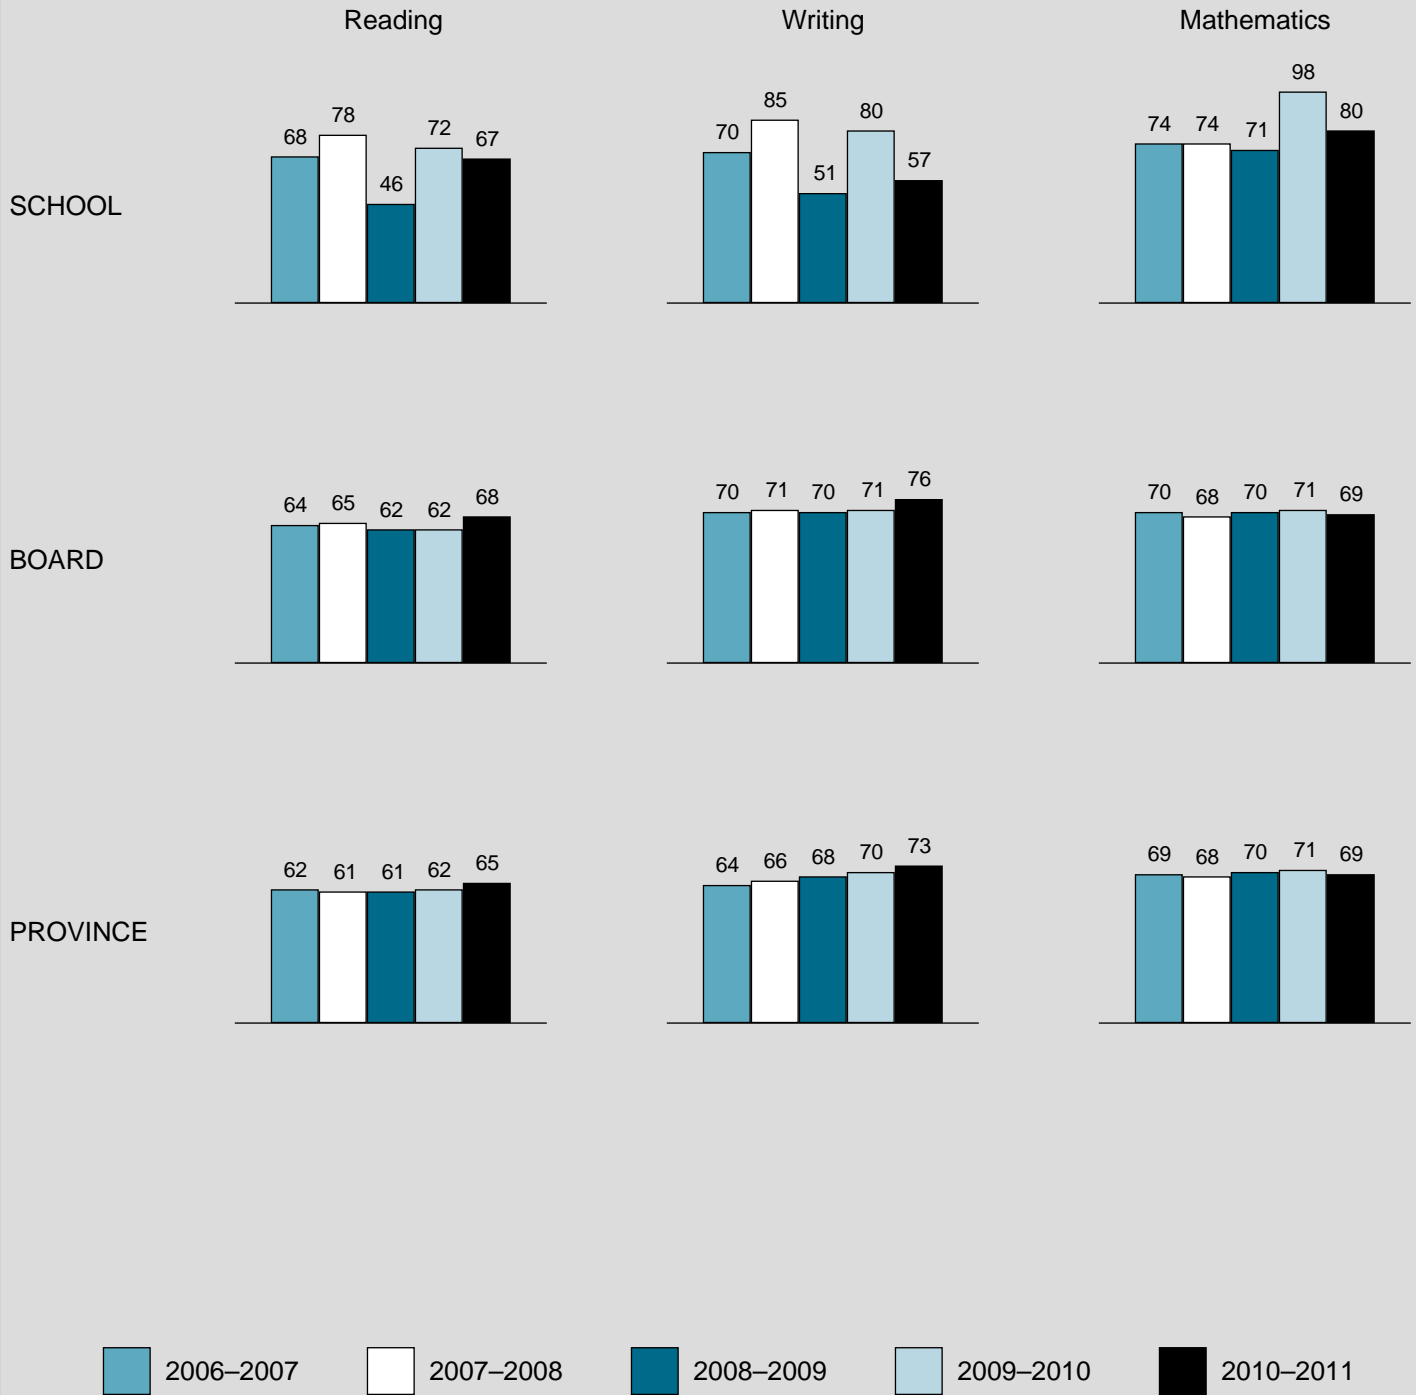 Reading Writing Mathematics
SCHOOL
68 78 46 72 67
70 85 51 80 57
74 74 71 98 80
BOARD
64 65 62 62 68
70 71 70 71 76
70 68 70 71 69
PROVINCE
62 61 61 62 65
64 66 68 70 73
69 68 70 71 69
2006–2007 2007–2008 2008–2009 2009–2010 2010–2011